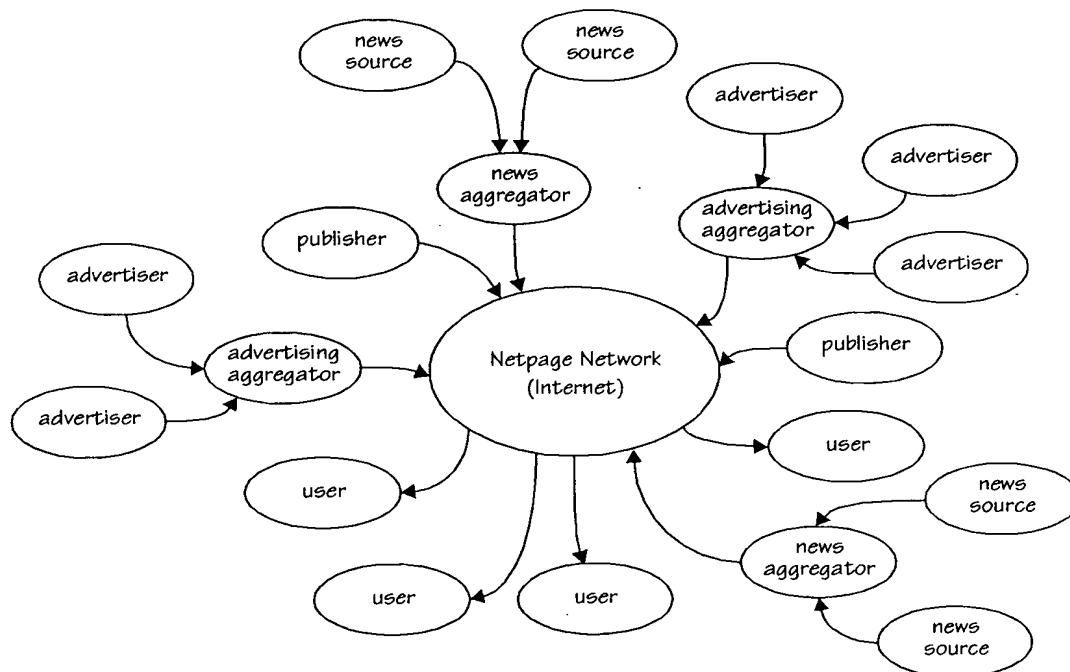 news
source
news
source
advertiser
advertiser
news
aggregator
advertising
aggregator
publisher
advertiser
advertiser
publisher
advertising
aggregator
Netpage Network
(Internet)
advertiser
user
user
news
source
news
aggregator
user
user
news
source